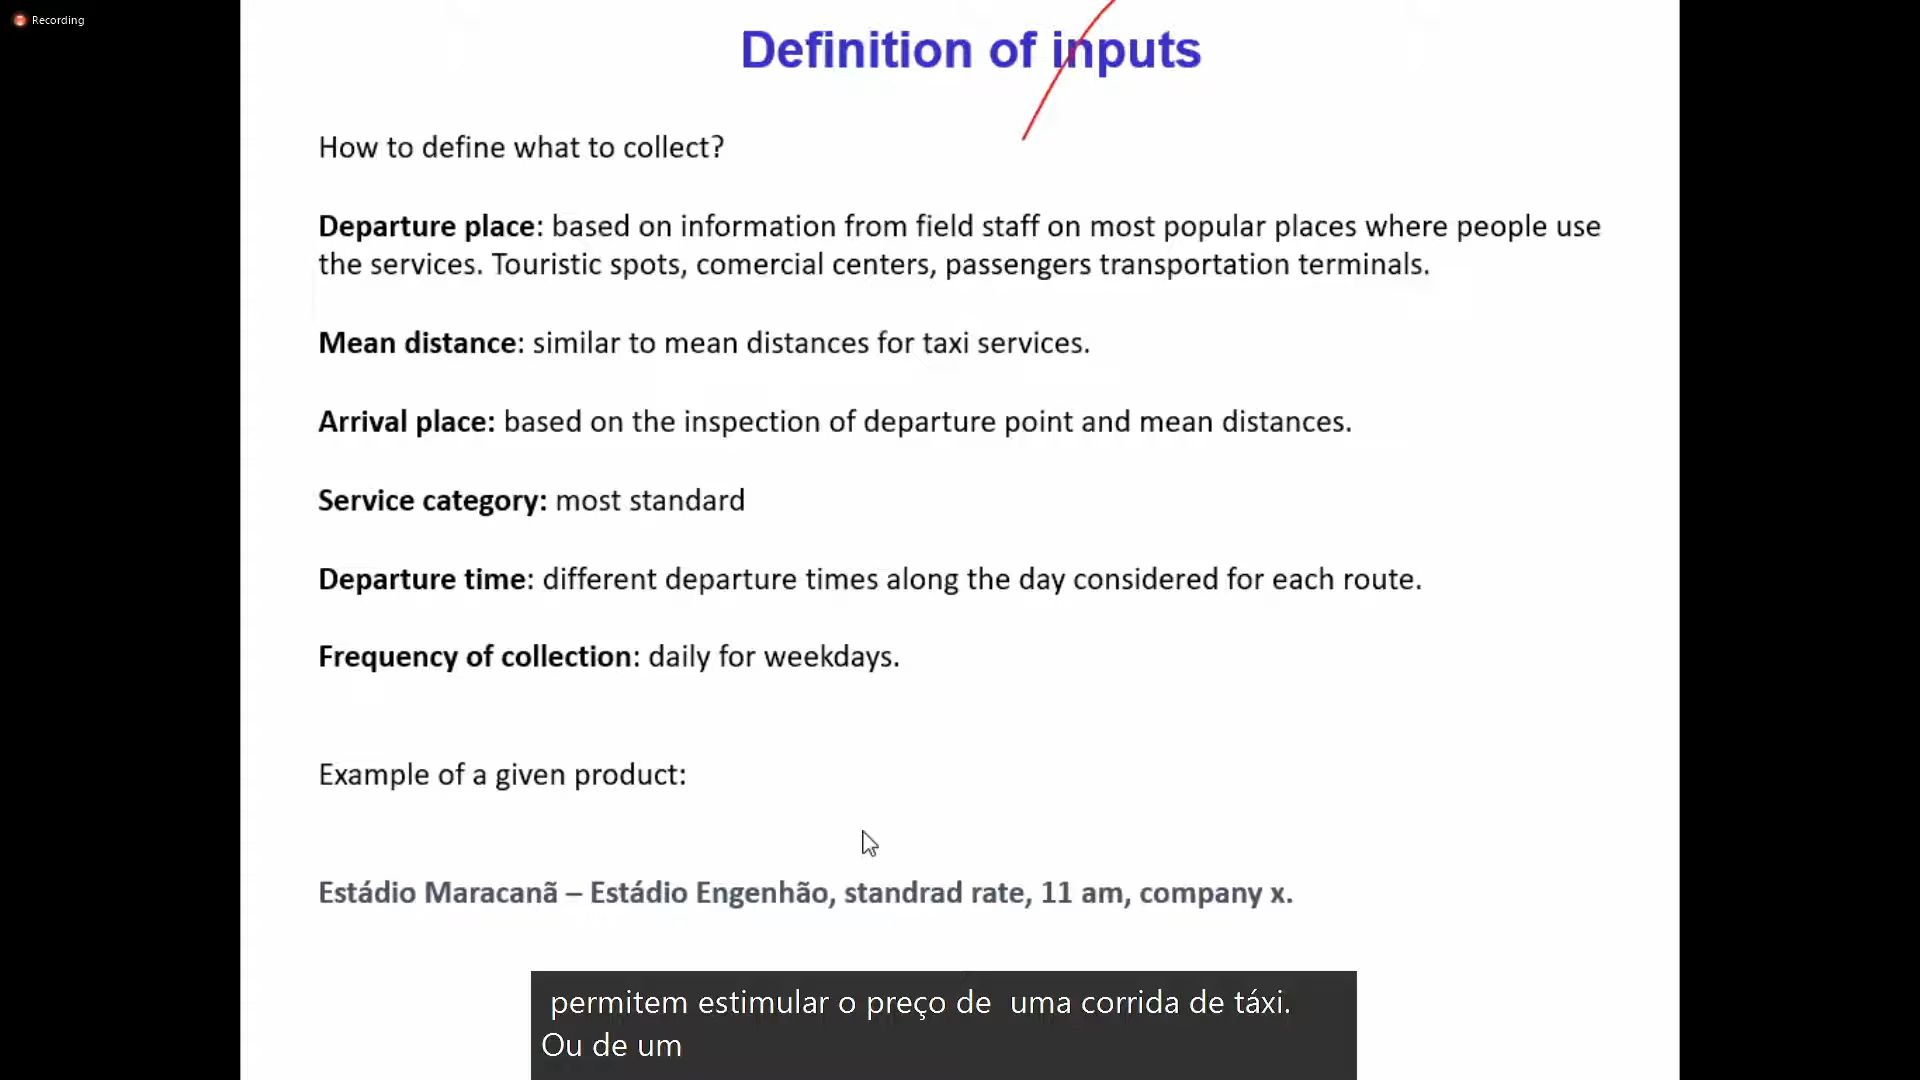 Recording
Definition of inputs
How to define what to collect?
Departure place: based on information from field staff on most popular places where people use
the services. Touristic spots, comercial centers, passengers transportation terminals.
Mean distance: similar to mean distances for taxi services.
Arrival place: based on the inspection of departure point and mean distances.
Service category: most standard
Departure time: different departure times along the day considered for each route.
Frequency of collection: daily for weekdays.
Example of a given product:
Estádio Maracanã – Estádio Engenhão, standrad rate, 11 am, company x.
permitem estimular o preço de uma corrida de táxi.
Ou de um